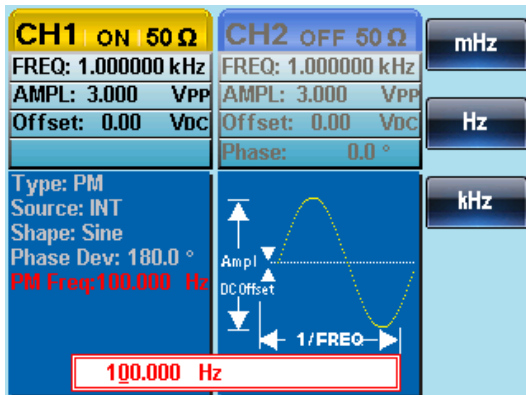 CH1 ON 50 Ω
FREQ: 1.000000 kHz
AMPL: 3.000 VPP
Offset: 0.00 VDC
CH2 OFF 50 Ω
FREQ: 1.000000 kHz
AMPL: 3.000 VPP
Offset: 0.00 VDC
Phase: 0.0 °
mHz
Hz
kHz
Type: PM
Source: INT
Shape: Sine
Phase Dev: 180.0 °
PM Freq:100.000 Hz
Ampl
DC Offset
1/FREQ
100.000 Hz